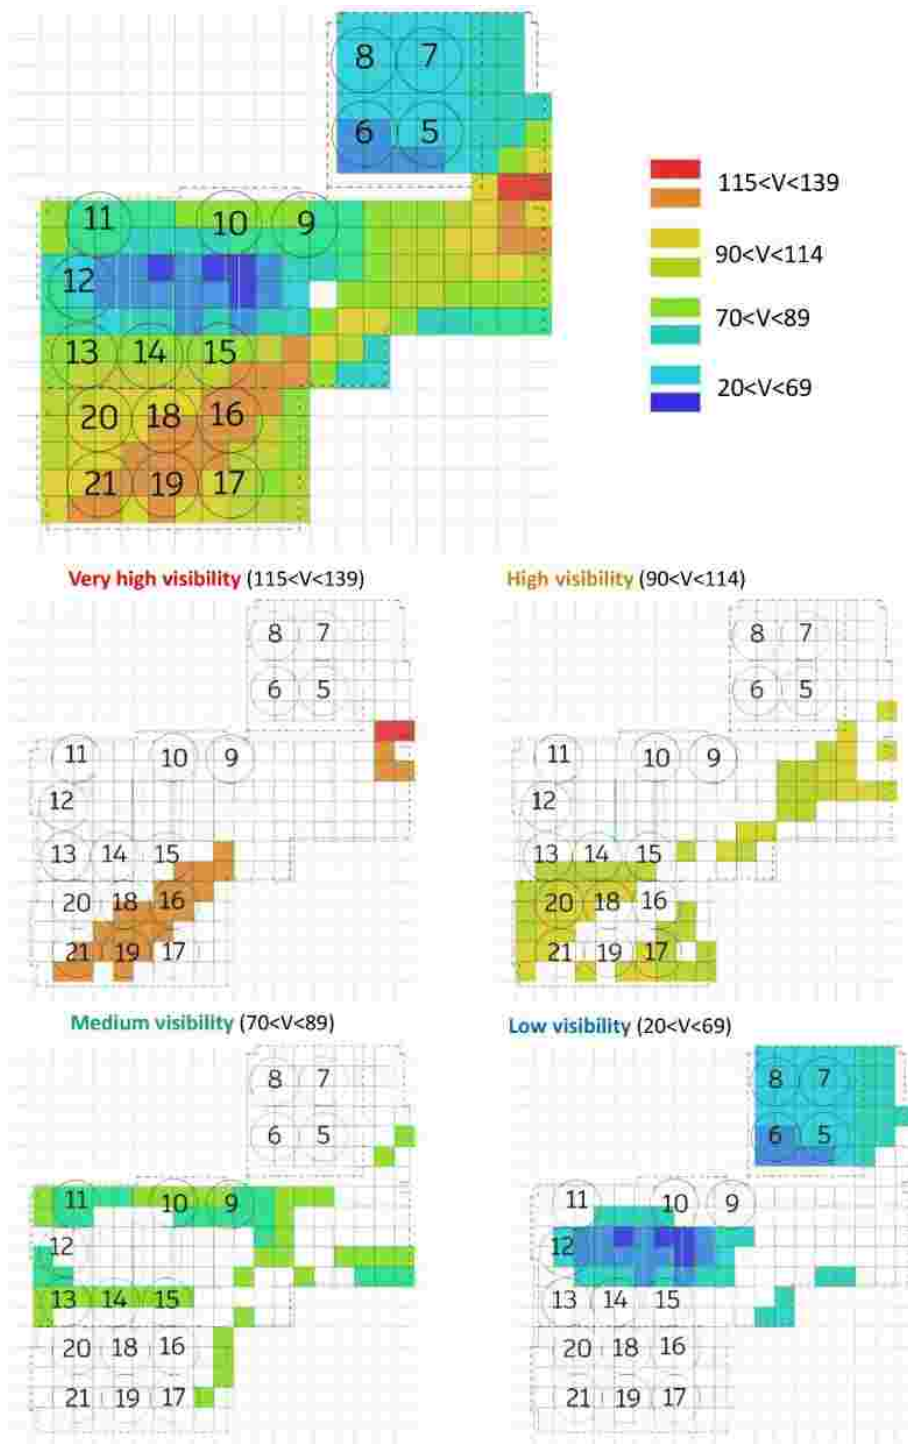 8 7
6 5
115<V<139
11 10 9
90<V<114
12
70<V<89
13 14 15
20<V<69
20 18 16
21 19 17
Very high visibility (115<V<139)
8 7
6 5
11 10 9
12
13 14 15
20 18 16
21 19 17
High visibility (90<V<114)
8 7
6 5
11 10 9
12
13 14 15
20 18 16
21 19 17
Medium visibility (70<V<89)
8 7
6 5
11 10 9
12
13 14 15
20 18 16
21 19 17
Low visibility (20<V<69)
8 7
6 5
11 10 9
12
13 14 15
20 18 16
21 19 17